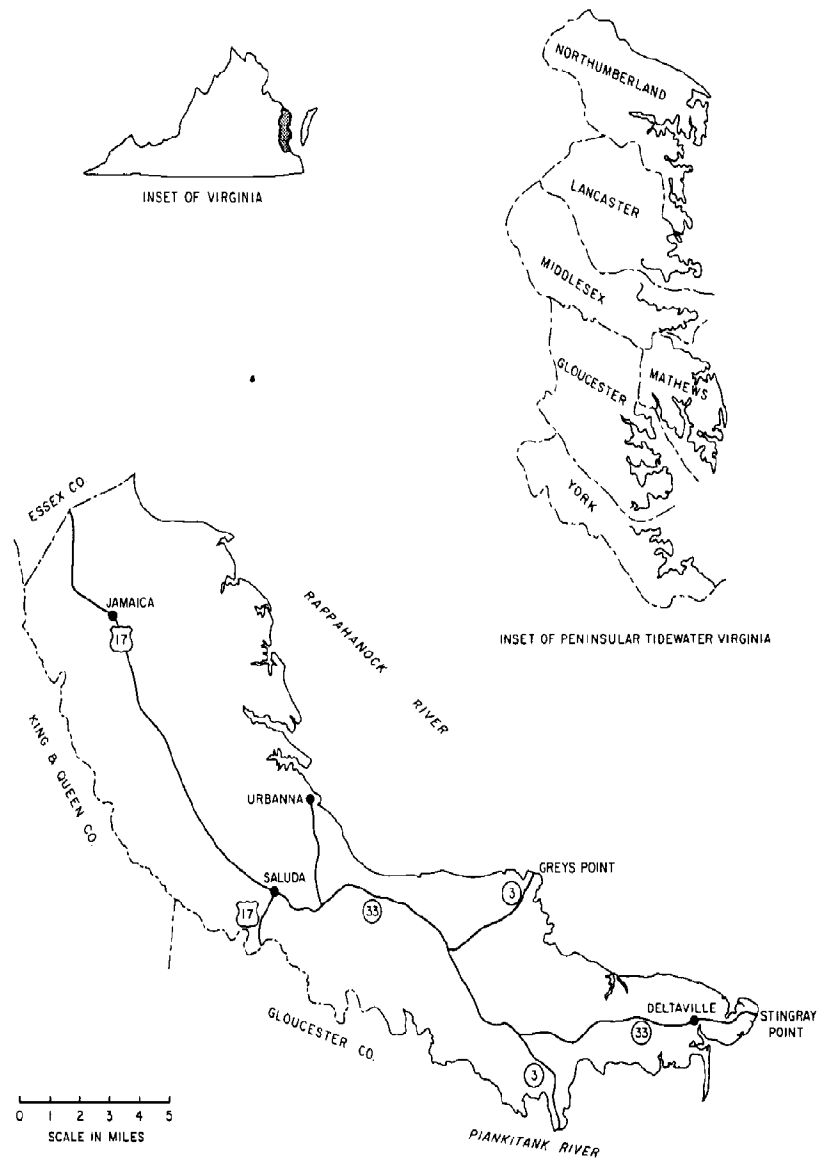 INSET OF VIRGINIA
NORTHUMBERLAND
LANCASTER
MIDDLESEX
GLOUCESTER
MATHEWS
YORK
INSET OF PENINSULAR TIDEWATER VIRGINIA
ESSEX CO.
JAMAICA
17
RAPPAHANOCK
RIVER
KING & QUEEN CO.
URBANNA
SALUDA
17
33
3
GREYS POINT
GLOUCESTER CO.
DELTAVILLE
33
STINGRAY
POINT
3
PIANKITANK RIVER
0 1 2 3 4 5
SCALE IN MILES